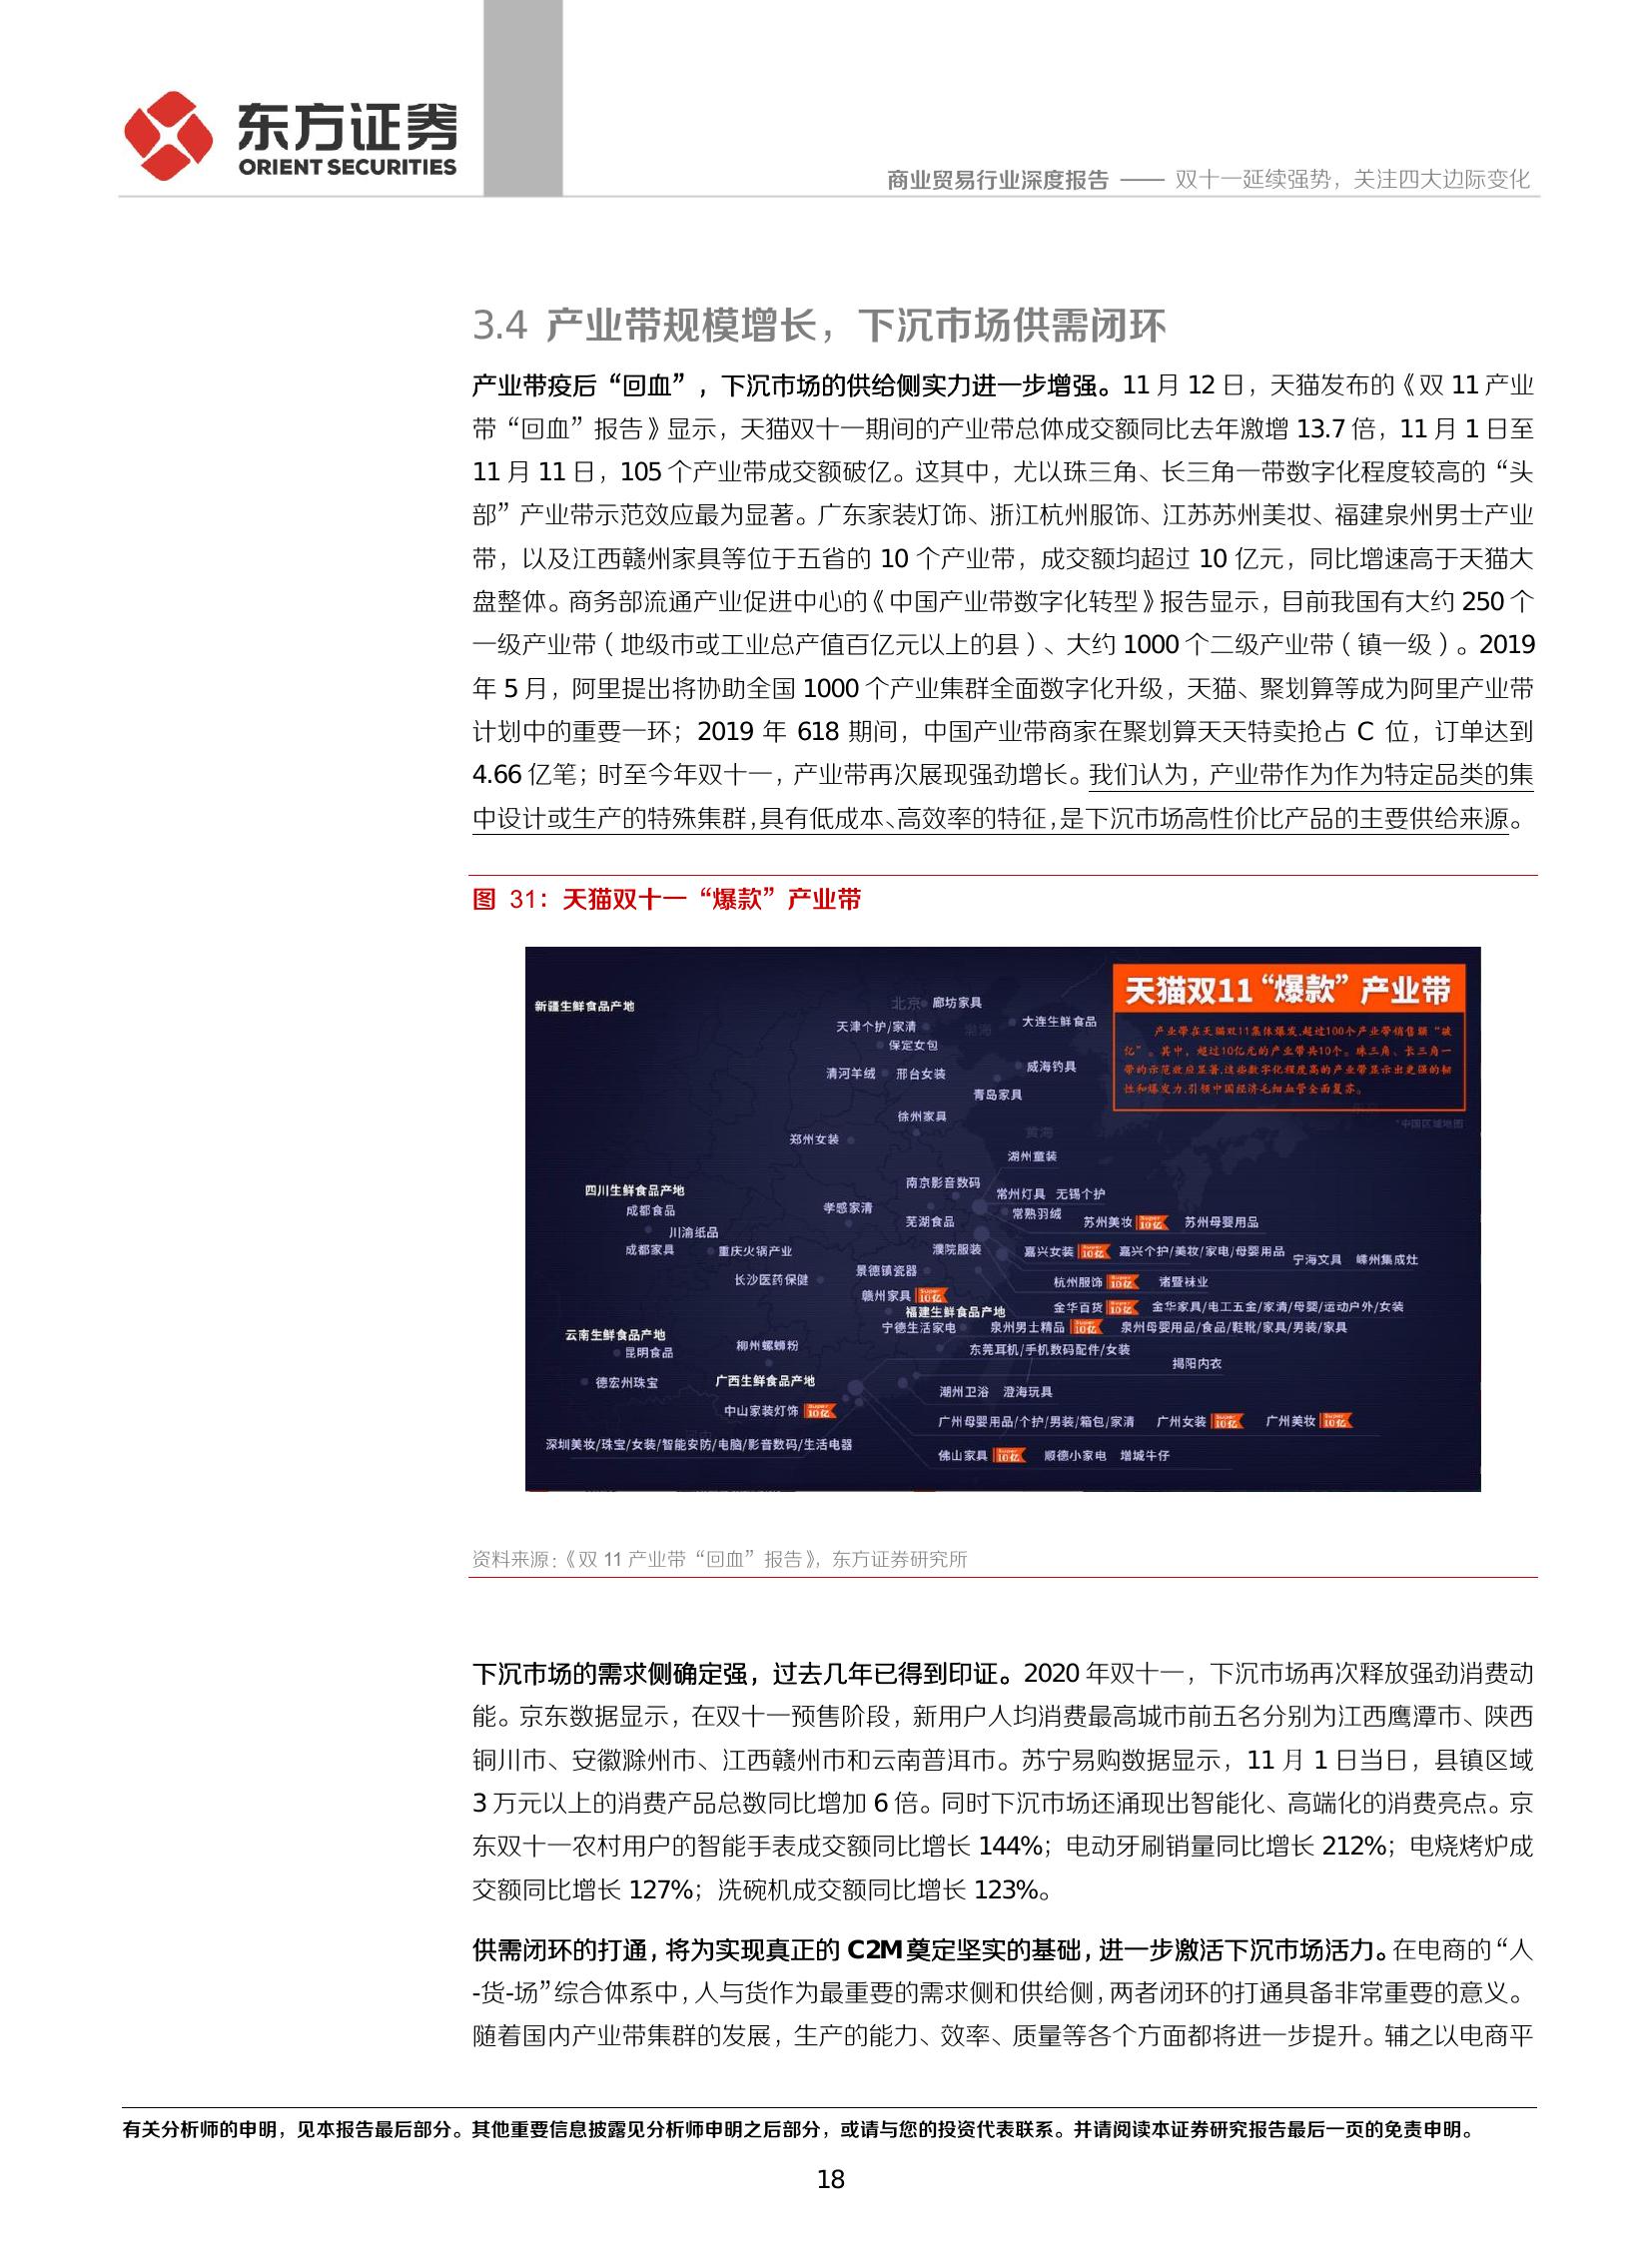 东方证券
ORIENT SECURITIES
商业贸易行业深度报告 —— 双十一延续强势，关注四大边际变化
3.4 产业带规模增长，下沉市场供需闭环
产业带疫后“回血”，下沉市场的供给侧实力进一步增强。11 月 12 日，天猫发布的《双 11 产业
带“回血”报告》显示，天猫双十一期间的产业带总体成交额同比去年激增 13.7 倍，11 月 1 日至
11 月 11 日，105 个产业带成交额破亿。这其中，尤以珠三角、长三角一带数字化程度较高的“头
部”产业带示范效应最为显著。广东家装灯饰、浙江杭州服饰、江苏苏州美妆、福建泉州男士产业
带，以及江西赣州家具等位于五省的 10 个产业带，成交额均超过 10 亿元，同比增速高于天猫大
盘整体。商务部流通产业促进中心的《中国产业带数字化转型》报告显示，目前我国有大约 250 个
一级产业带（地级市或工业总产值百亿元以上的县）、大约 1000 个二级产业带（镇一级）。2019
年 5 月，阿里提出将协助全国 1000 个产业集群全面数字化升级，天猫、聚划算等成为阿里产业带
计划中的重要一环；2019 年 618 期间，中国产业带商家在聚划算天天特卖抢占 C 位，订单达到
4.66 亿笔；时至今年双十一，产业带再次展现强劲增长。我们认为，产业带作为作为特定品类的集
中设计或生产的特殊集群，具有低成本、高效率的特征，是下沉市场高性价比产品的主要供给来源。
图 31：天猫双十一“爆款”产业带
天猫双11“爆款”产业带
产业带在天猫双11集体爆发,超过100个产业带销售额“破
亿”。其中，超过10亿元的产业带共10个。珠三角、长三角一
带的示范效应显著,这些数字化程度高的产业带显示出更强的韧
性和爆发力,引领中国经济毛细血管全面复苏。
*中国区域地图
新疆生鲜食品产地
北京 廊坊家具
天津个护/家清 渤海 大连生鲜食品
保定女包
清河羊绒 邢台女装 威海钓具
青岛家具
徐州家具
郑州女装 黄海
湖州童装
南京影音数码
四川生鲜食品产地 常州灯具 无锡个护
成都食品 孝感家清 常熟羽绒
芜湖食品 苏州美妆 Super 10亿 苏州母婴用品
川渝纸品
成都家具 重庆火锅产业 濮院服装 嘉兴女装 Super 10亿 嘉兴个护/美妆/家电/母婴用品
宁海文具 嵊州集成灶
长沙医药保健 景德镇瓷器 杭州服饰 Super 10亿 诸暨袜业
赣州家具 Super 10亿
福建生鲜食品产地 金华百货 Super 10亿 金华家具/电工五金/家清/母婴/运动户外/女装
宁德生活家电 泉州男士精品 Super 10亿 泉州母婴用品/食品/鞋靴/家具/男装/家具
云南生鲜食品产地
昆明食品 柳州螺蛳粉 东莞耳机/手机数码配件/女装
揭阳内衣
德宏州珠宝 广西生鲜食品产地
潮州卫浴 澄海玩具
中山家装灯饰 Super 10亿
广州母婴用品/个护/男装/箱包/家清 广州女装 Super 10亿 广州美妆 Super 10亿
深圳美妆/珠宝/女装/智能安防/电脑/影音数码/生活电器
佛山家具 Super 10亿 顺德小家电 增城牛仔
资料来源：《双 11 产业带“回血”报告》，东方证券研究所
下沉市场的需求侧确定强，过去几年已得到印证。2020 年双十一，下沉市场再次释放强劲消费动
能。京东数据显示，在双十一预售阶段，新用户人均消费最高城市前五名分别为江西鹰潭市、陕西
铜川市、安徽滁州市、江西赣州市和云南普洱市。苏宁易购数据显示，11 月 1 日当日，县镇区域
3 万元以上的消费产品总数同比增加 6 倍。同时下沉市场还涌现出智能化、高端化的消费亮点。京
东双十一农村用户的智能手表成交额同比增长 144%；电动牙刷销量同比增长 212%；电烧烤炉成
交额同比增长 127%；洗碗机成交额同比增长 123%。
供需闭环的打通，将为实现真正的 C2M 奠定坚实的基础，进一步激活下沉市场活力。在电商的“人
-货-场”综合体系中，人与货作为最重要的需求侧和供给侧，两者闭环的打通具备非常重要的意义。
随着国内产业带集群的发展，生产的能力、效率、质量等各个方面都将进一步提升。辅之以电商平
有关分析师的申明，见本报告最后部分。其他重要信息披露见分析师申明之后部分，或请与您的投资代表联系。并请阅读本证券研究报告最后一页的免责申明。
18